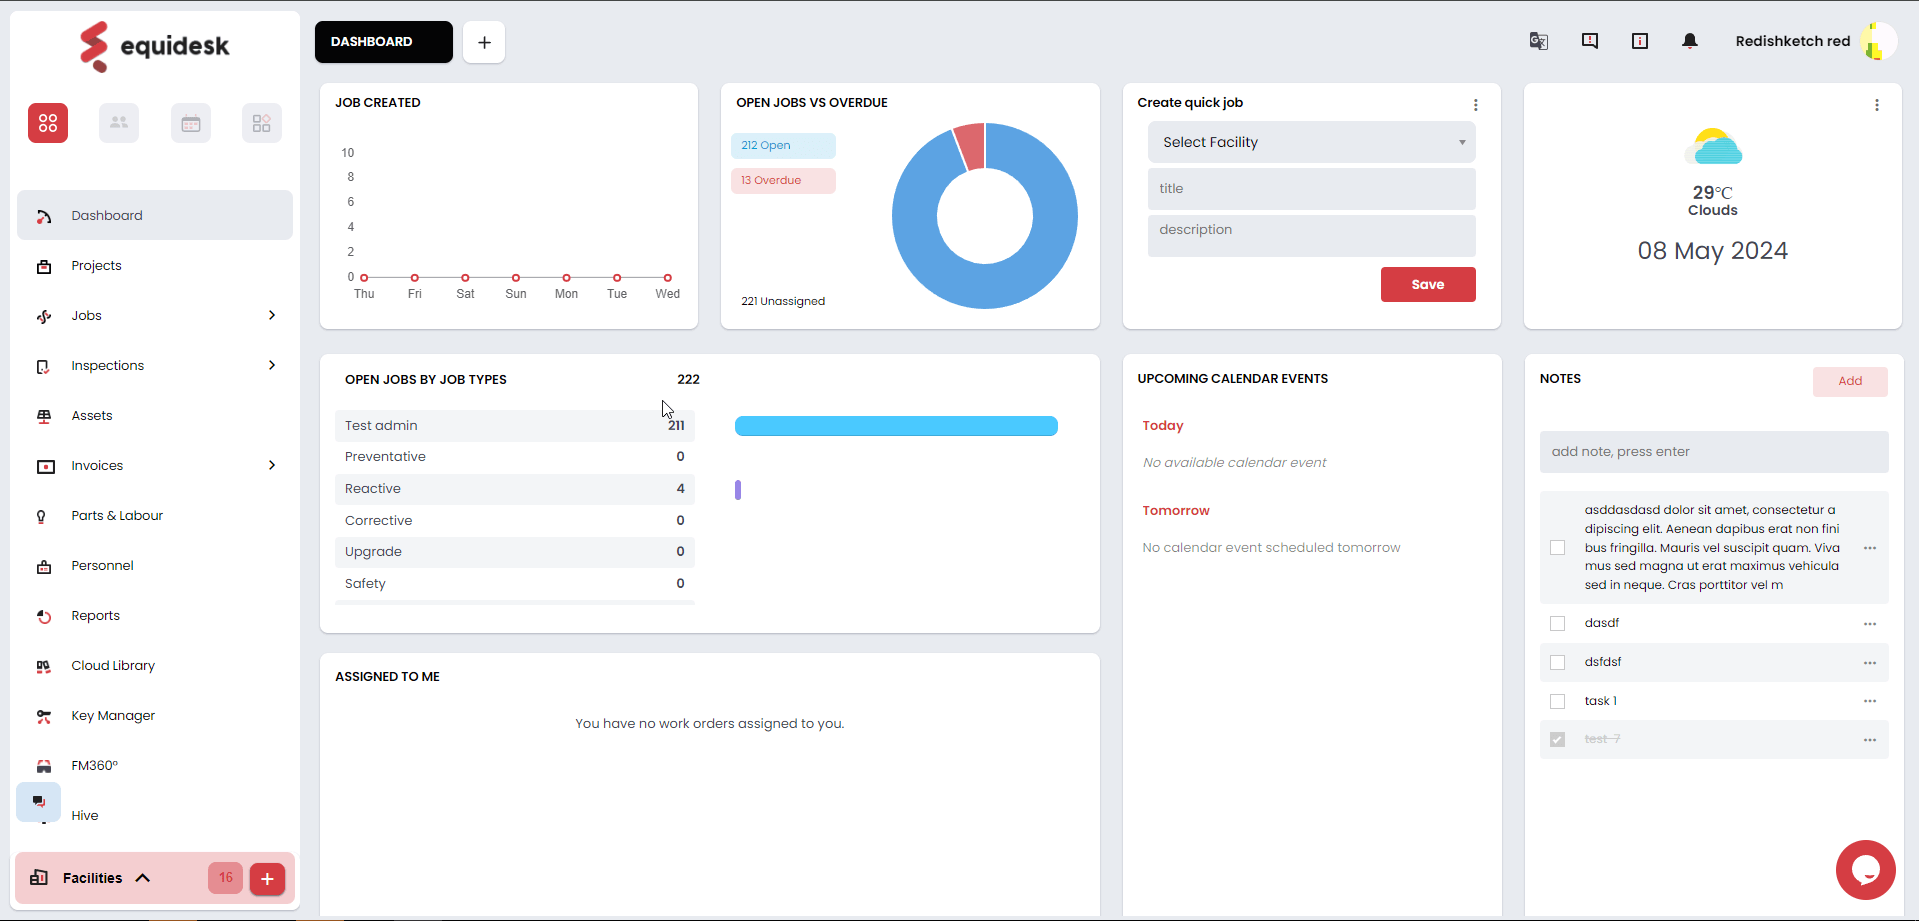 equidesk
DASHBOARD
+
Redishketch red
Dashboard
Projects
Jobs
Inspections
Assets
Invoices
Parts & Labour
Personnel
Reports
Cloud Library
Key Manager
FM360°
Hive
Facilities
16
+
JOB CREATED
10
8
6
4
2
0
Thu Fri Sat Sun Mon Tue Wed
OPEN JOBS VS OVERDUE
212 Open
13 Overdue
221 Unassigned
Create quick job
Select Facility
title
description
Save
29°C
Clouds
08 May 2024
OPEN JOBS BY JOB TYPES 222
Test admin 211
Preventative 0
Reactive 4
Corrective 0
Upgrade 0
Safety 0
ASSIGNED TO ME
You have no work orders assigned to you.
UPCOMING CALENDAR EVENTS
Today
No available calendar event
Tomorrow
No calendar event scheduled tomorrow
NOTES
Add
add note, press enter
asddasdasd dolor sit amet, consectetur a
dipiscing elit. Aenean dapibus erat non fini
bus fringilla. Mauris vel suscipit quam. Viva
mus sed magna ut erat maximus vehicula
sed in neque. Cras porttitor vel m
dasdf
dsfdsf
task 1
test 7